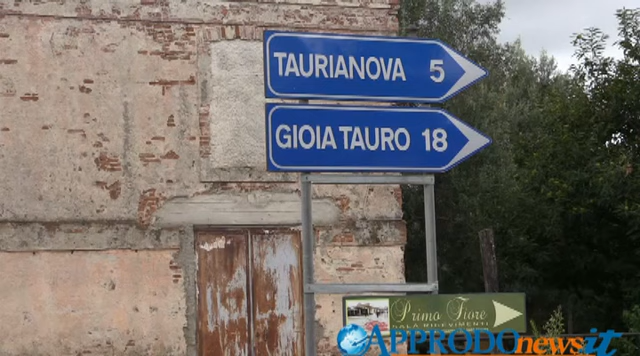 TAURIANOVA 5
GIOIA TAURO 18
Primo Fiore
SALA RICEVIMENTI
APPRODOnews.it